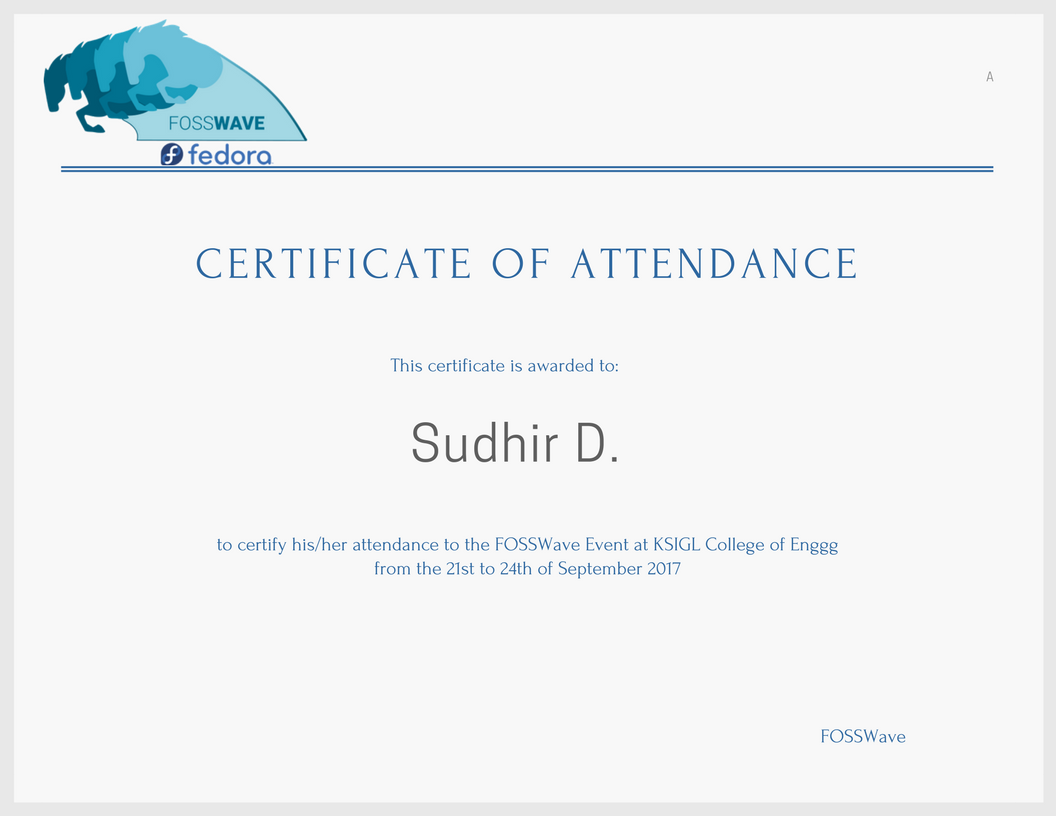 FOSSWAVE
fedora
A
CERTIFICATE OF ATTENDANCE
This certificate is awarded to:
Sudhir D.
to certify his/her attendance to the FOSSWave Event at KSIGL College of Enggg
from the 21st to 24th of September 2017
FOSSWave